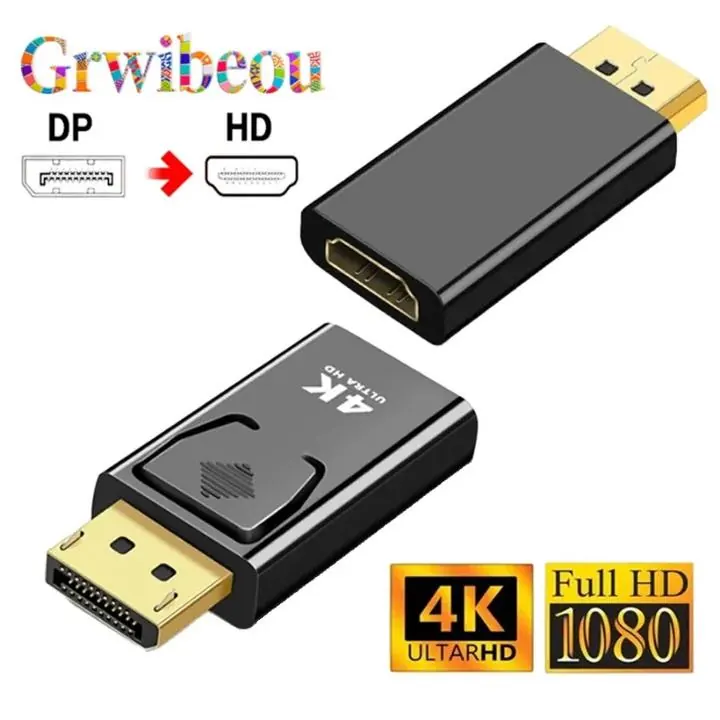 Grwibeou
DP
HD
4K
ULTRA HD
4K
ULTARHD
Full HD
1080